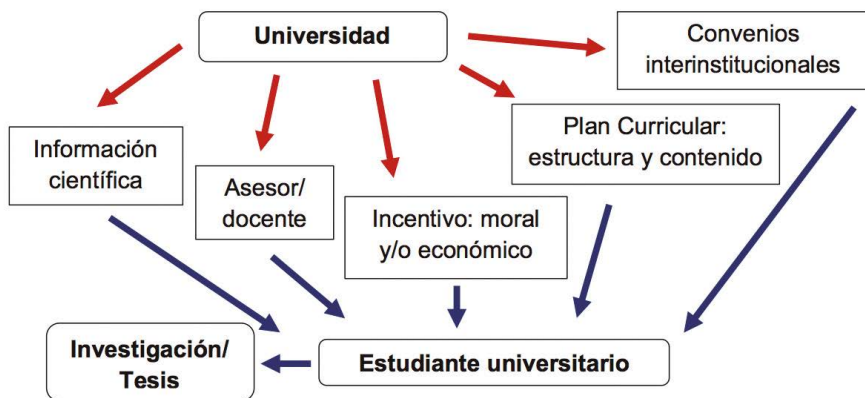 Universidad
Convenios
interinstitucionales
Información
científica
Asesor/
docente
Incentivo: moral
y/o económico
Plan Curricular:
estructura y contenido
Investigación/
Tesis
Estudiante universitario